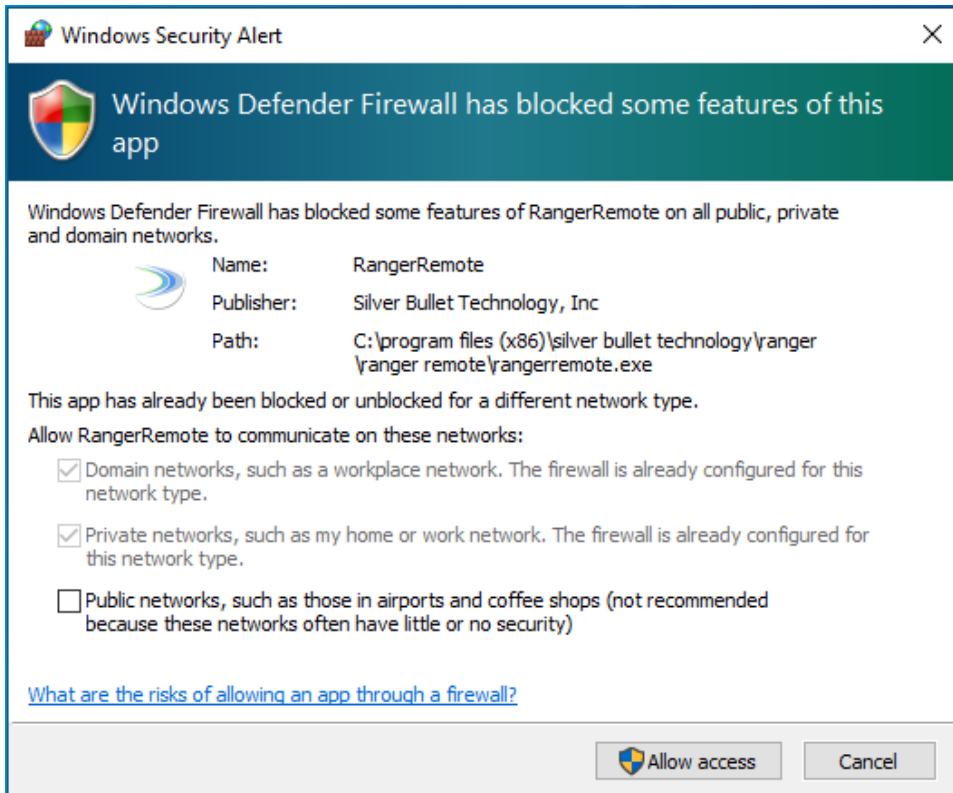 Windows Security Alert
Windows Defender Firewall has blocked some features of this
app
Windows Defender Firewall has blocked some features of RangerRemote on all public, private
and domain networks.
Name: RangerRemote
Publisher: Silver Bullet Technology, Inc
Path: C:\program files (x86)\silver bullet technology\ranger
\ranger remote\rangerremote.exe
This app has already been blocked or unblocked for a different network type.
Allow RangerRemote to communicate on these networks:
Domain networks, such as a workplace network. The firewall is already configured for this
network type.
Private networks, such as my home or work network. The firewall is already configured for
this network type.
Public networks, such as those in airports and coffee shops (not recommended
because these networks often have little or no security)
What are the risks of allowing an app through a firewall?
Allow access Cancel